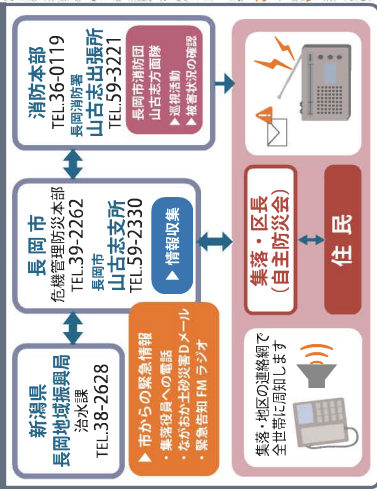 新潟県
長岡地域振興局
治水課
TEL.38-2628
長岡市
危機管理防災本部
TEL.39-2262
長岡市
山古志支所
TEL.59-2330
▶情報収集
消防本部
TEL.36-0119
長岡消防署
山古志出張所
TEL.59-3221
長岡市消防団
山古志方面隊
▶巡視活動
▶被害状況の確認
▶市からの緊急情報
・集落役員への電話
・ながおか土砂災害Dメール
・緊急告知FMラジオ
集落・地区の連絡網で
全世帯に周知します
集落・区長
(自主防災会)
住民